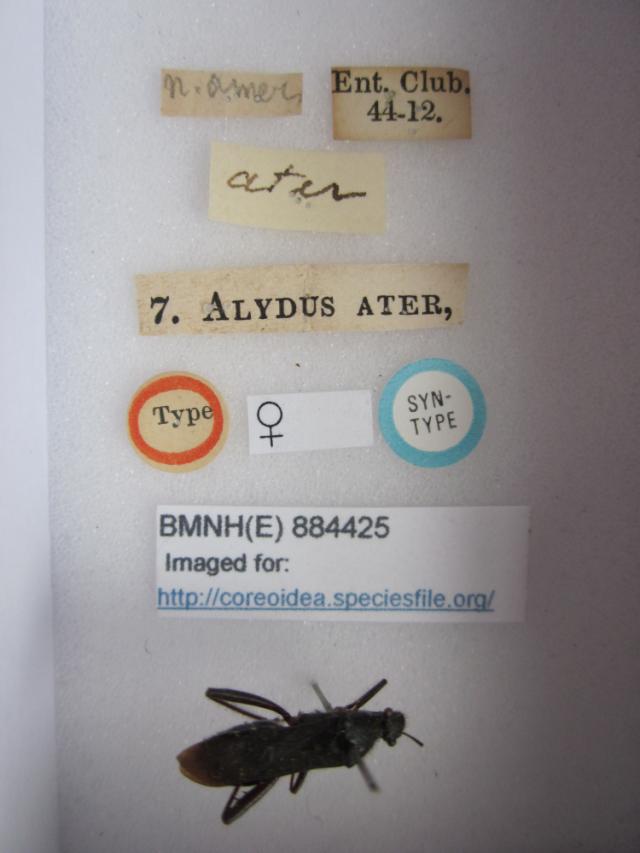 n. amer.
Ent. Club.
44-12.
ater
7. ALYDUS ATER,
Type
♀
SYN-
TYPE
BMNH(E) 884425
Imaged for:
http://coreoidea.speciesfile.org/